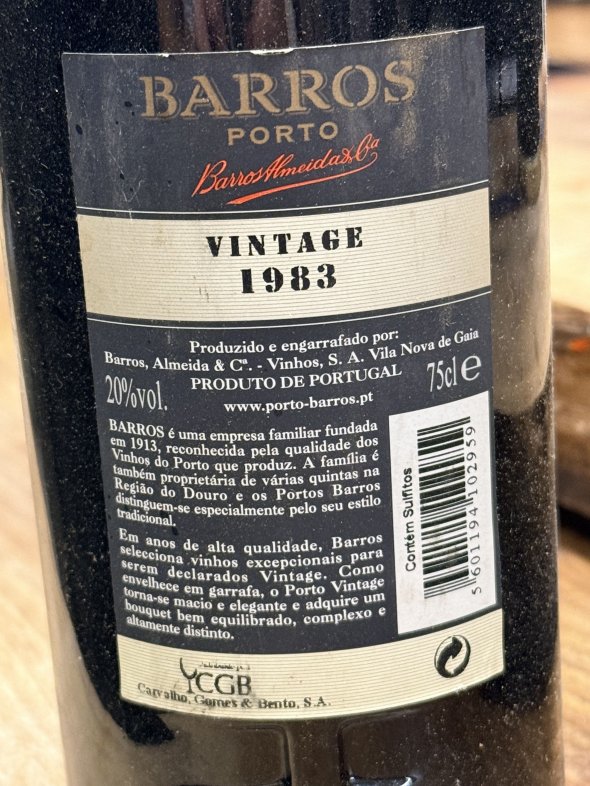 BARROS
PORTO
Barros Almeida & Cª
VINTAGE
1983
Produzido e engarrafado por:
Barros, Almeida & Cª. - Vinhos, S. A. Vila Nova de Gaia
PRODUTO DE PORTUGAL
75cl e
20%vol.
www.porto-barros.pt
BARROS é uma empresa familiar fundada
em 1913, reconhecida pela qualidade dos
Vinhos do Porto que produz. A família é
também proprietária de várias quintas na
Região do Douro e os Portos Barros
distinguem-se especialmente pelo seu estilo
tradicional.
Em anos de alta qualidade, Barros
selecciona vinhos excepcionais para
serem declarados Vintage. Como
envelhece em garrafa, o Porto Vintage
torna-se macio e elegante e adquire um
bouquet bem equilibrado, complexo e
altamente distinto.
Contém Sulfitos
5 601194 102959
CGB
Carvalho, Gomes & Bento, S.A.